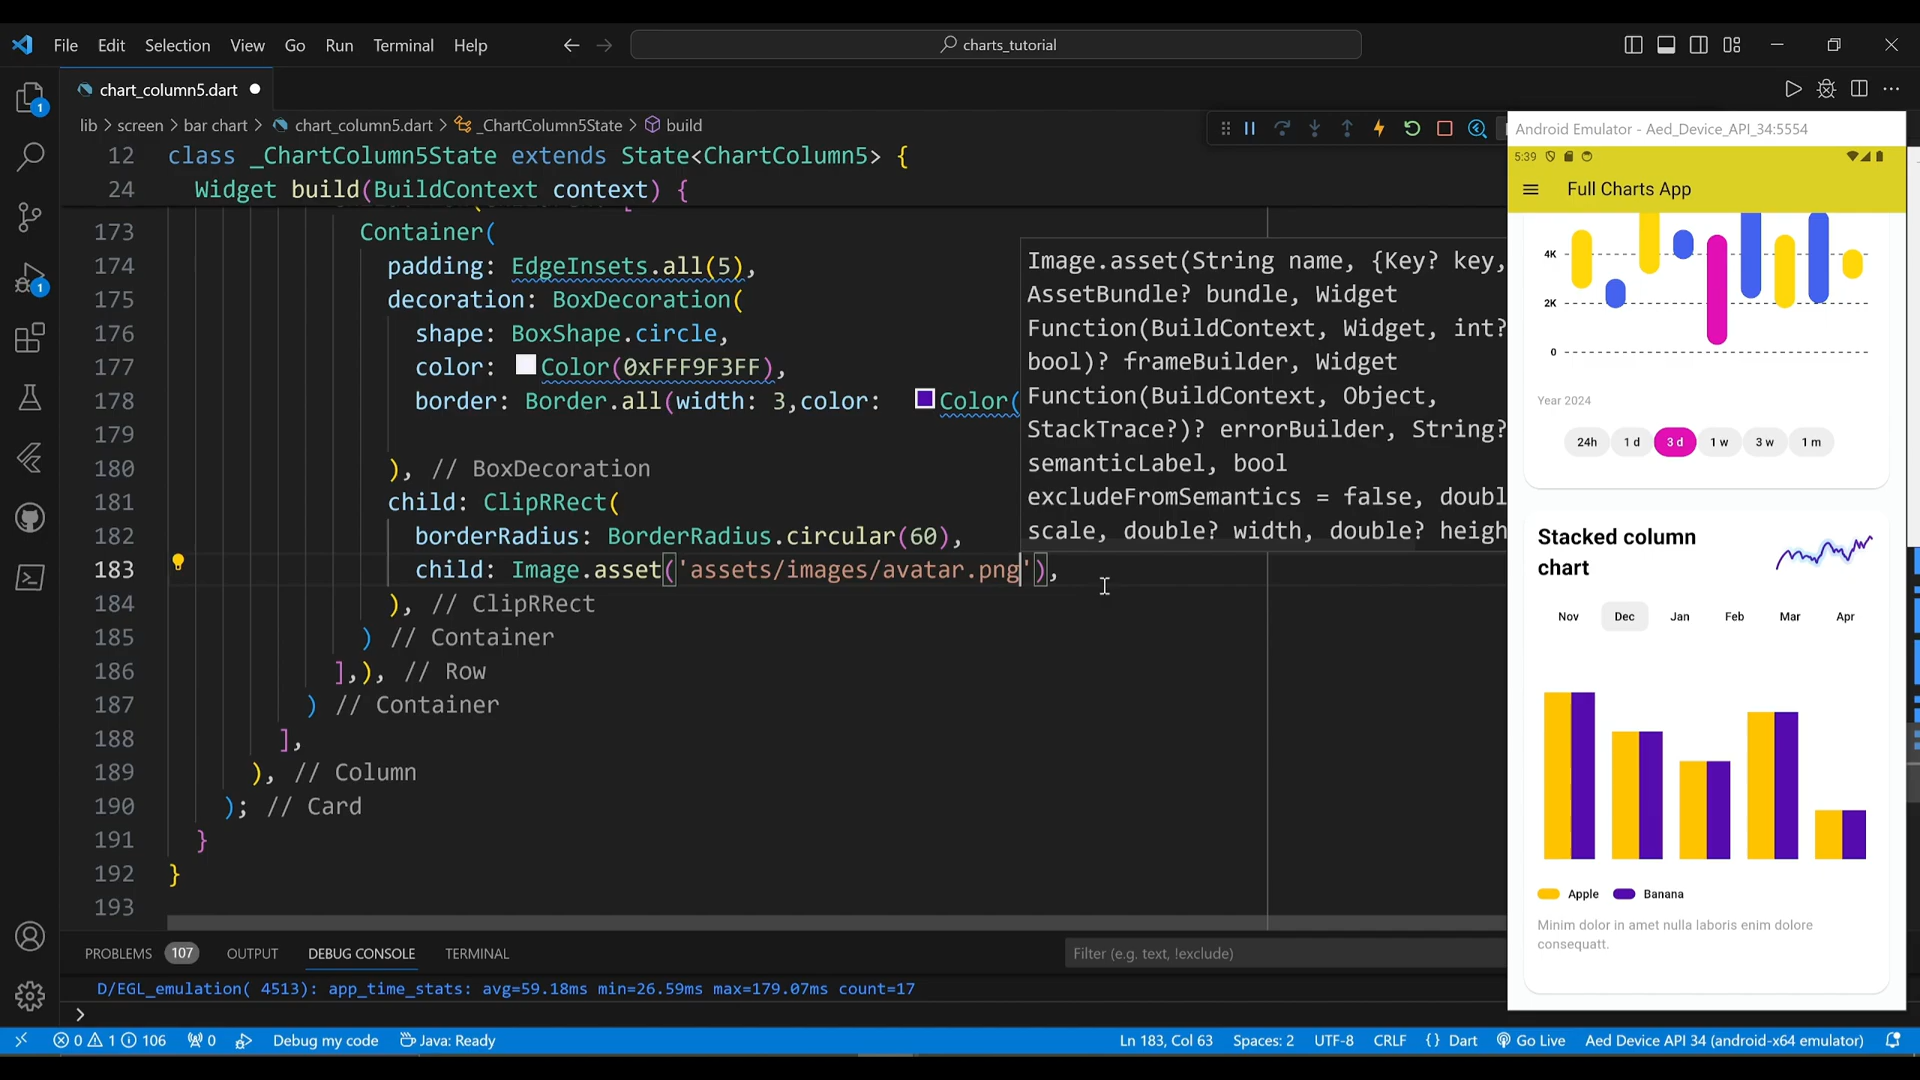 File Edit Selection View Go Run Terminal Help
charts_tutorial
chart_column5.dart
lib > screen > bar chart > chart_column5.dart > _ChartColumn5State > build
12 class _ChartColumn5State extends State<ChartColumn5> {
24 Widget build(BuildContext context) {
173 Container(
174 padding: EdgeInsets.all(5),
175 decoration: BoxDecoration(
176 shape: BoxShape.circle,
177 color: Color(0xFFF9F3FF),
178 border: Border.all(width: 3,color: Color(
179
180 ), // BoxDecoration
181 child: ClipRRect(
182 borderRadius: BorderRadius.circular(60),
183 child: Image.asset('assets/images/avatar.png'),
184 ), // ClipRRect
185 ) // Container
186 ],), // Row
187 ) // Container
188 ],
189 ), // Column
190 ); // Card
191 }
192 }
193
Image.asset(String name, {Key? key,
AssetBundle? bundle, Widget
Function(BuildContext, Widget, int?
bool)? frameBuilder, Widget
Function(BuildContext, Object,
StackTrace?)? errorBuilder, String?
semanticLabel, bool
excludeFromSemantics = false, doubl
scale, double? width, double? heigh
PROBLEMS 107 OUTPUT DEBUG CONSOLE TERMINAL
Filter (e.g. text, !exclude)
D/EGL_emulation( 4513): app_time_stats: avg=59.18ms min=26.59ms max=179.07ms count=17
>
0 1 106 0 Debug my code Java: Ready
Ln 183, Col 63 Spaces: 2 UTF-8 CRLF {} Dart Go Live Aed Device API 34 (android-x64 emulator)
1
1
Android Emulator - Aed_Device_API_34:5554
5:39
Full Charts App
4K
2K
0
Year 2024
24h 1 d 3 d 1 w 3 w 1 m
Stacked column
chart
Nov Dec Jan Feb Mar Apr
Apple Banana
Minim dolor in amet nulla laboris enim dolore
consequatt.